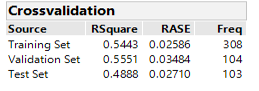 Crossvalidation
Source RSquare RASE Freq
Training Set 0.5443 0.02586 308
Validation Set 0.5551 0.03484 104
Test Set 0.4888 0.02710 103